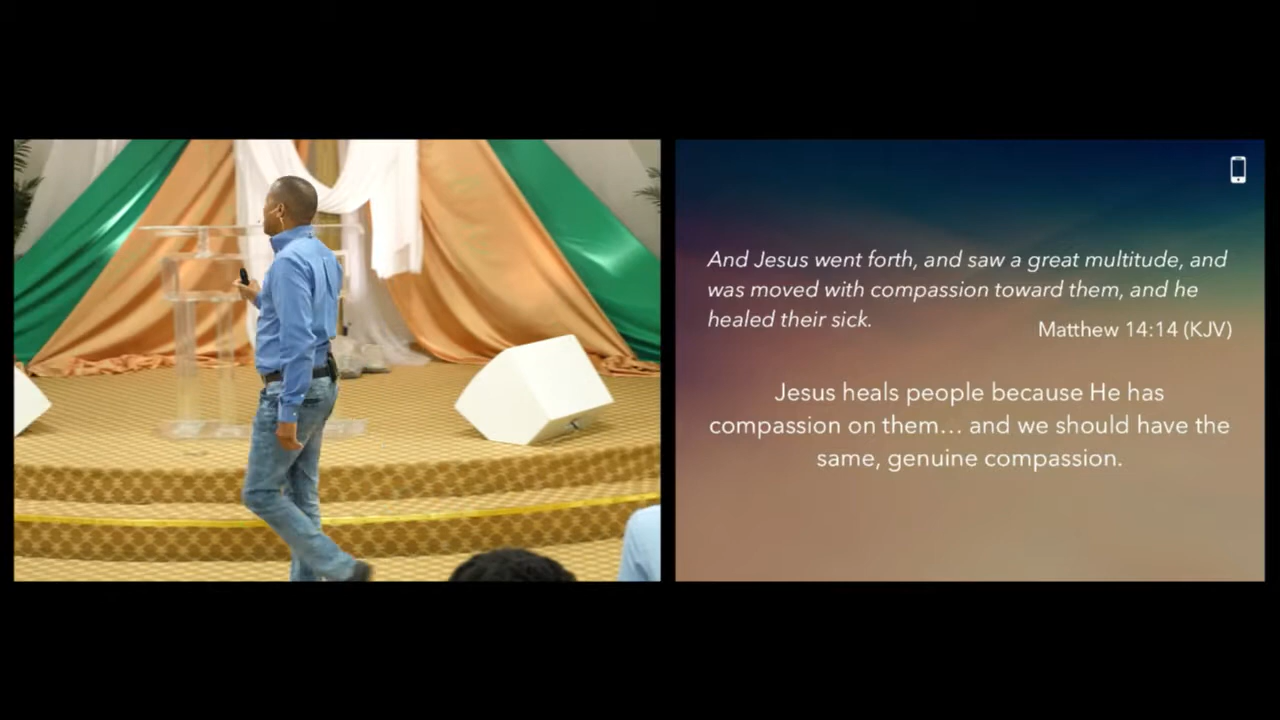 And Jesus went forth, and saw a great multitude, and
was moved with compassion toward them, and he
healed their sick.
Matthew 14:14 (KJV)
Jesus heals people because He has
compassion on them… and we should have the
same, genuine compassion.